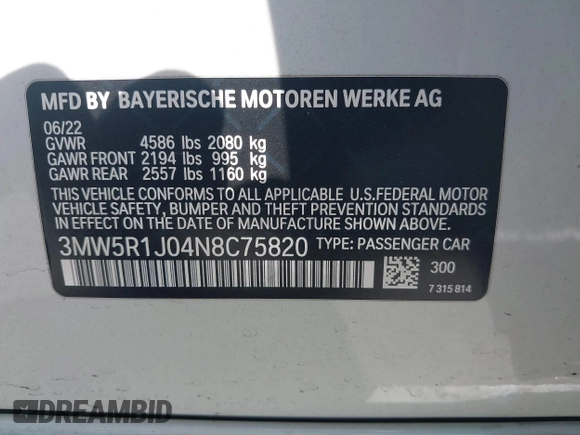 MFD BY BAYERISCHE MOTOREN WERKE AG
06/22
GVWR 4586 lbs 2080 kg
GAWR FRONT 2194 lbs 995 kg
GAWR REAR 2557 lbs 1160 kg
THIS VEHICLE CONFORMS TO ALL APPLICABLE U.S.FEDERAL MOTOR
VEHICLE SAFETY, BUMPER AND THEFT PREVENTION STANDARDS
IN EFFECT ON THE DATE OF MANUFACTURE SHOWN ABOVE.
3MW5R1J04N8C75820 TYPE: PASSENGER CAR
300
7 315 814
DREAMBID